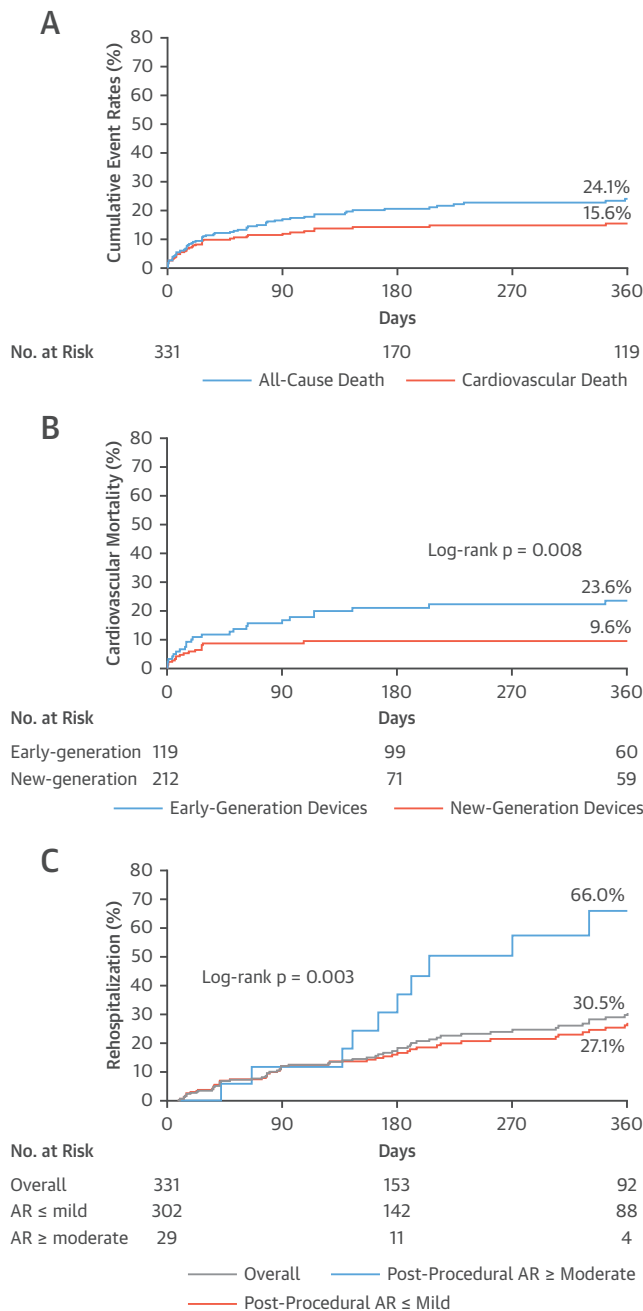 A
Cumulative Event Rates (%)
80
70
60
50
40
30
20
10
0
24.1%
15.6%
0 90 180 270 360
Days
No. at Risk 331 170 119
All-Cause Death Cardiovascular Death
B
Cardiovascular Mortality (%)
80
70
60
50
40
30
20
10
0
Log-rank p = 0.008
23.6%
9.6%
0 90 180 270 360
No. at Risk Days
Early-generation 119 99 60
New-generation 212 71 59
Early-Generation Devices New-Generation Devices
C
Rehospitalization (%)
80
70
60
50
40
30
20
10
0
66.0%
Log-rank p = 0.003
30.5%
27.1%
0 90 180 270 360
No. at Risk Days
Overall 331 153 92
AR ≤ mild 302 142 88
AR ≥ moderate 29 11 4
Overall Post-Procedural AR ≥ Moderate
Post-Procedural AR ≤ Mild